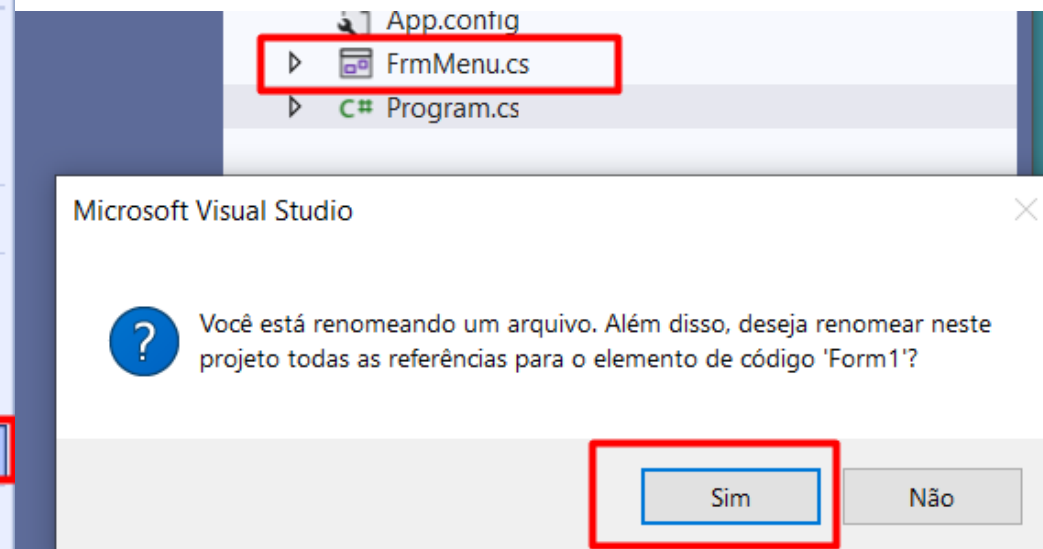 App.config
FrmMenu.cs
C# Program.cs
Microsoft Visual Studio
Você está renomeando um arquivo. Além disso, deseja renomear neste
projeto todas as referências para o elemento de código 'Form1'?
Sim
Não